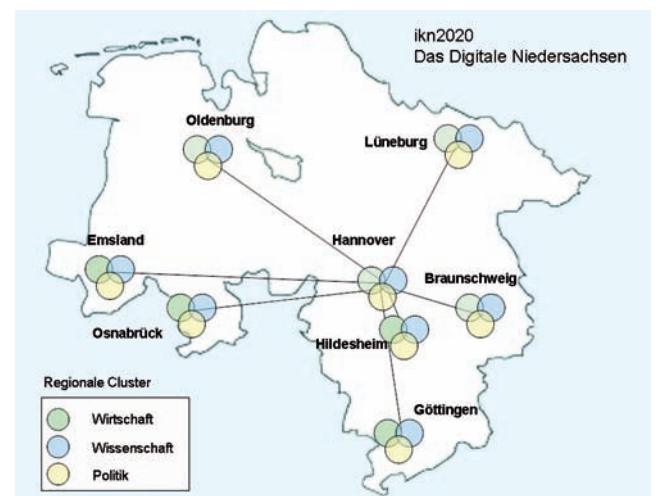 ikn2020
Das Digitale Niedersachsen
Oldenburg
Lüneburg
Emsland
Hannover
Braunschweig
Osnabrück
Hildesheim
Göttingen
Regionale Cluster
Wirtschaft
Wissenschaft
Politik